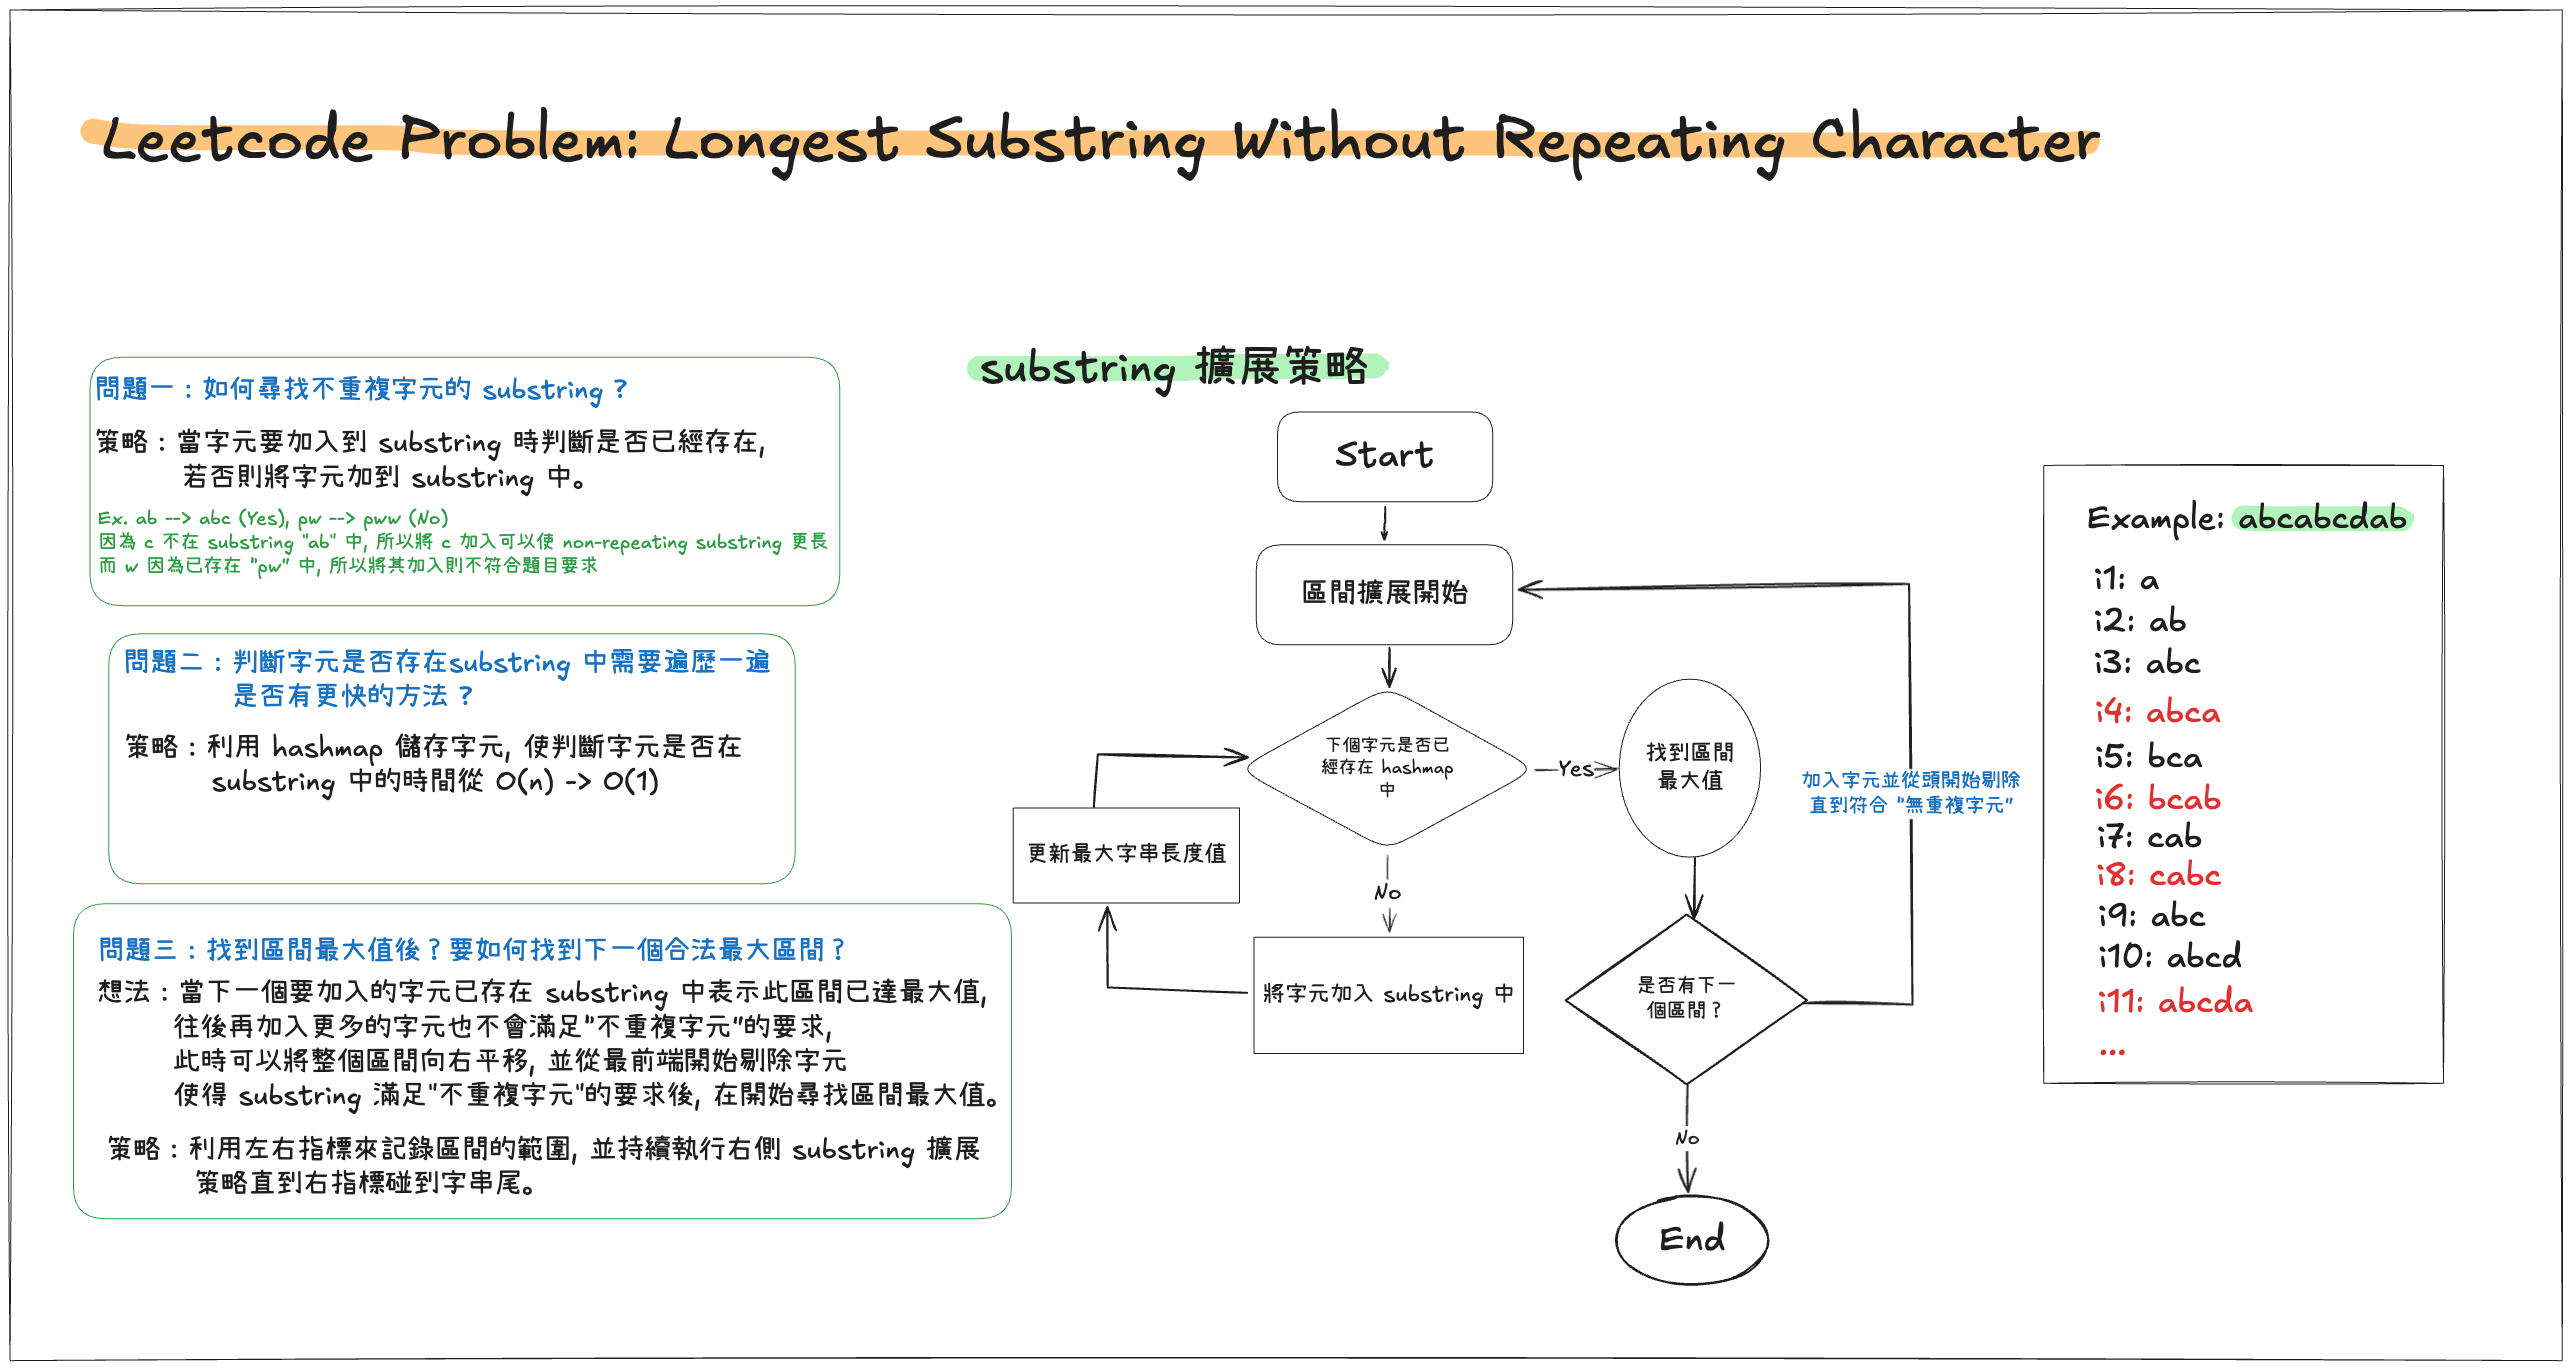 Leetcode Problem: Longest Substring Without Repeating Character
問題一：如何尋找不重複字元的 substring？
策略：當字元要加入到 substring 時判斷是否已經存在,
若否則將字元加到 substring 中。
Ex. ab --> abc (Yes), pw --> pww (No)
因為 c 不在 substring "ab" 中, 所以將 c 加入可以使 non-repeating substring 更長
而 w 因為已存在 "pw" 中, 所以將其加入則不符合題目要求
問題二：判斷字元是否存在substring 中需要遍歷一遍
是否有更快的方法？
策略：利用 hashmap 儲存字元, 使判斷字元是否在
substring 中的時間從 O(n) -> O(1)
問題三：找到區間最大值後？要如何找到下一個合法最大區間？
想法：當下一個要加入的字元已存在 substring 中表示此區間已達最大值,
往後再加入更多的字元也不會滿足"不重複字元"的要求,
此時可以將整個區間向右平移, 並從最前端開始剔除字元
使得 substring 滿足"不重複字元"的要求後, 在開始尋找區間最大值。
策略：利用左右指標來記錄區間的範圍, 並持續執行右側 substring 擴展
策略直到右指標碰到字串尾。
substring 擴展策略
Start
區間擴展開始
下個字元是否已
經存在 hashmap
中
Yes
找到區間
最大值
更新最大字串長度值
No
將字元加入 substring 中
加入字元並從頭開始剔除
直到符合 "無重複字元"
是否有下一
個區間？
No
End
Example: abcabcdab
i1: a
i2: ab
i3: abc
i4: abca
i5: bca
i6: bcab
i7: cab
i8: cabc
i9: abc
i10: abcd
i11: abcda
...